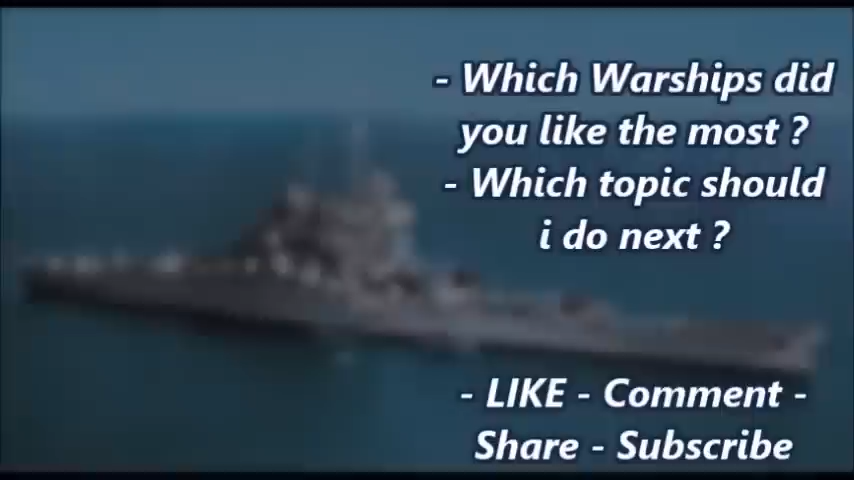 - Which Warships did
you like the most ?
- Which topic should
i do next ?
- LIKE - Comment -
Share - Subscribe